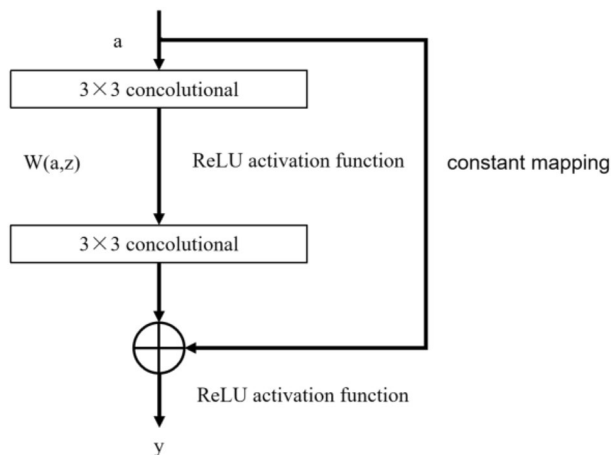 a
3×3 concolutional
W(a,z)
ReLU activation function
constant mapping
3×3 concolutional
ReLU activation function
y